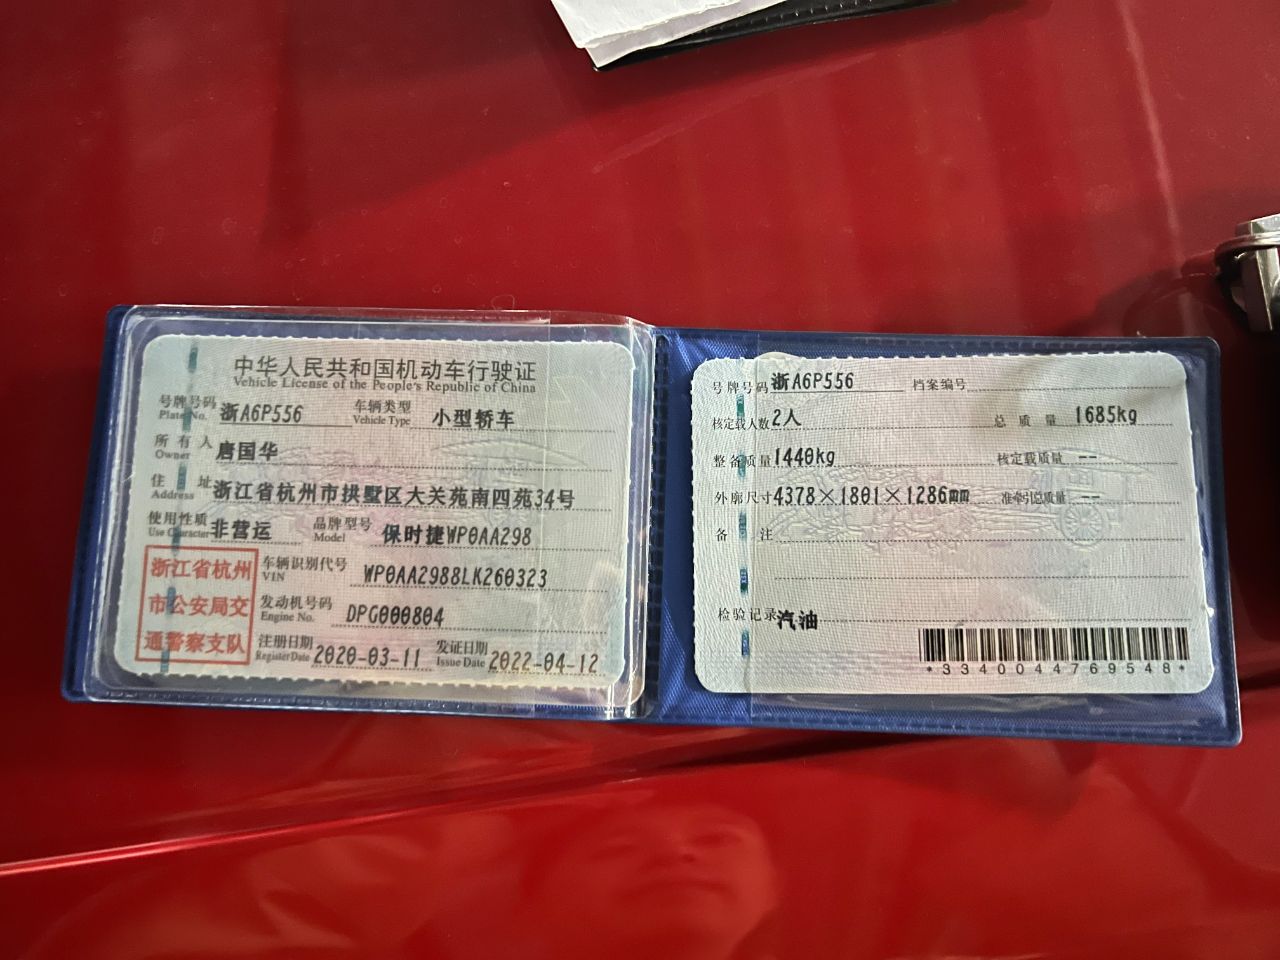 中华人民共和国机动车行驶证
Vehicle License of the People's Republic of China
号牌号码 浙A6P556 车辆类型 小型轿车
Plate No. Vehicle Type
所有人 唐国华
Owner
住址 浙江省杭州市拱墅区大关苑南四苑34号
Address
使用性质 非营运 品牌型号 保时捷WP0AA298
Use Character Model
浙江省杭州
市公安局交
通警察支队
车辆识别代号 WP0AA2988LK260323
VIN
发动机号码 DPG000804
Engine No.
注册日期 2020-03-11 发证日期 2022-04-12
Register Date Issue Date
号牌号码 浙A6P556 档案编号
核定载人数 2人 总质量 1685kg
整备质量 1440kg 核定载质量 --
外廓尺寸 4378×1801×1286mm 准牵引总质量 --
备注
检验记录 汽油
*3340044769548*